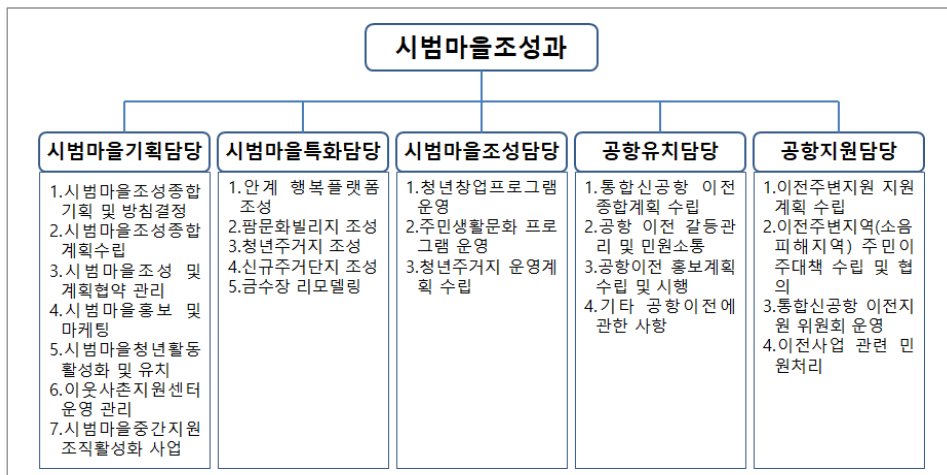 시범마을조성과
시범마을기획담당
1.시범마을조성종합
기획 및 방침결정
2.시범마을조성종합
계획수립
3.시범마을조성 및
계획협약 관리
4.시범마을홍보 및
마케팅
5.시범마을청년활동
활성화 및 유치
6.이웃사촌지원센터
운영 관리
7.시범마을중간지원
조직활성화 사업
시범마을특화담당
1.안계 행복플랫폼
조성
2.팜문화빌리지 조성
3.청년주거지 조성
4.신규주거단지 조성
5.금수장 리모델링
시범마을조성담당
1.청년창업프로그램
운영
2.주민생활문화 프로
그램 운영
3.청년주거지 운영계
획 수립
공항유치담당
1.통합신공항 이전
종합계획 수립
2.공항 이전 갈등관
리 및 민원소통
3.공항이전 홍보계획
수립 및 시행
4.기타 공항이전에
관한 사항
공항지원담당
1.이전주변지원 지원
계획 수립
2.이전주변지역(소음
피해지역) 주민이
주대책 수립 및 협
의
3.통합신공항 이전지
원 위원회 운영
4.이전사업 관련 민
원처리